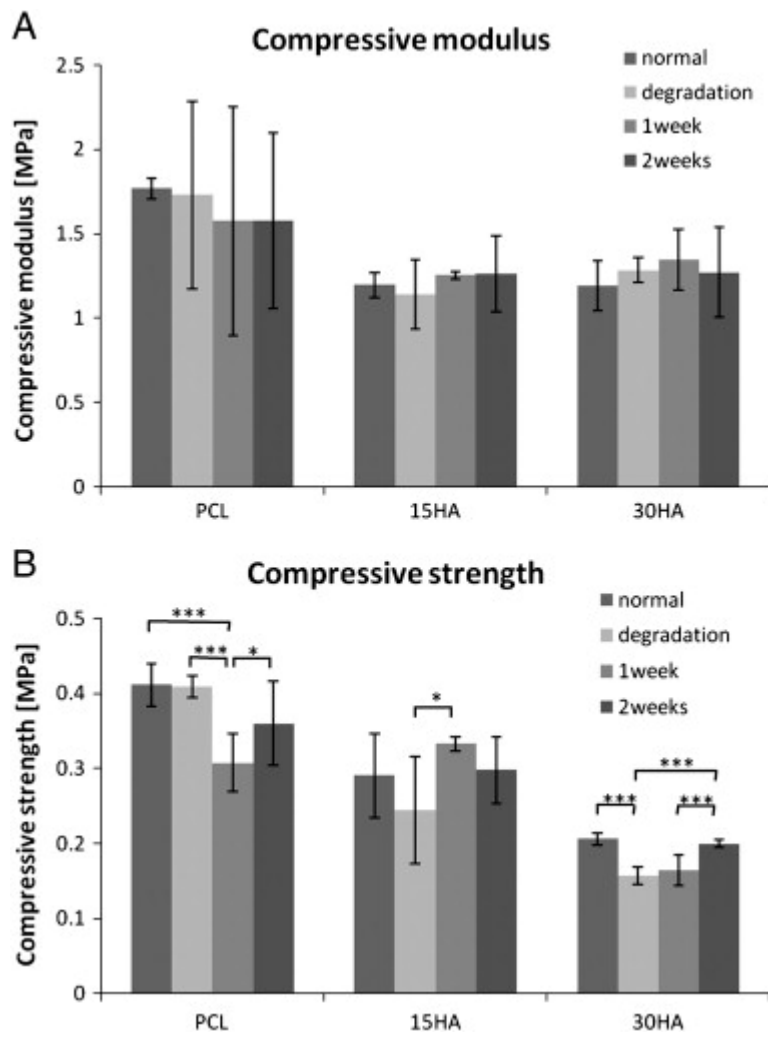 A
Compressive modulus
Compressive modulus [MPa]
2.5
2
1.5
1
0.5
0
normal
degradation
1week
2weeks
PCL 15HA 30HA
B
Compressive strength
Compressive strength [MPa]
0.5
0.4
0.3
0.2
0.1
0
normal
degradation
1week
2weeks
***
*** *
*
***
*** ***
PCL 15HA 30HA